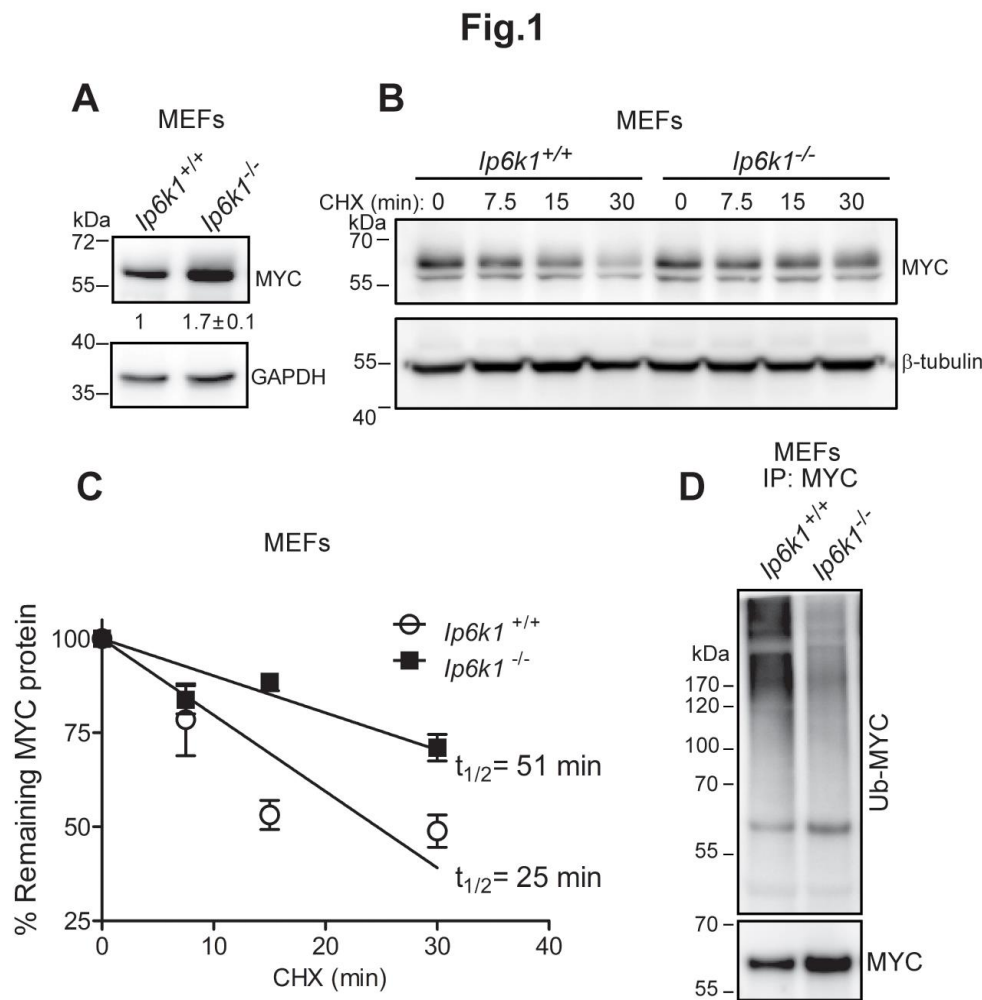 Fig.1
A
MEFs
Ip6k1+/+ Ip6k1-/-
kDa
72
MYC
55
1 1.7±0.1
40
GAPDH
35
B
MEFs
Ip6k1+/+ Ip6k1-/-
CHX (min): 0 7.5 15 30 0 7.5 15 30
kDa
70
MYC
55
55 β-tubulin
40
C
MEFs
% Remaining MYC protein
100
75
50
25
0 10 20 30 40
CHX (min)
Ip6k1 +/+
Ip6k1 -/-
t1/2= 51 min
t1/2= 25 min
D
MEFs
IP: MYC
Ip6k1+/+ Ip6k1-/-
kDa
170
120
100
70
55
Ub-MYC
70
MYC
55